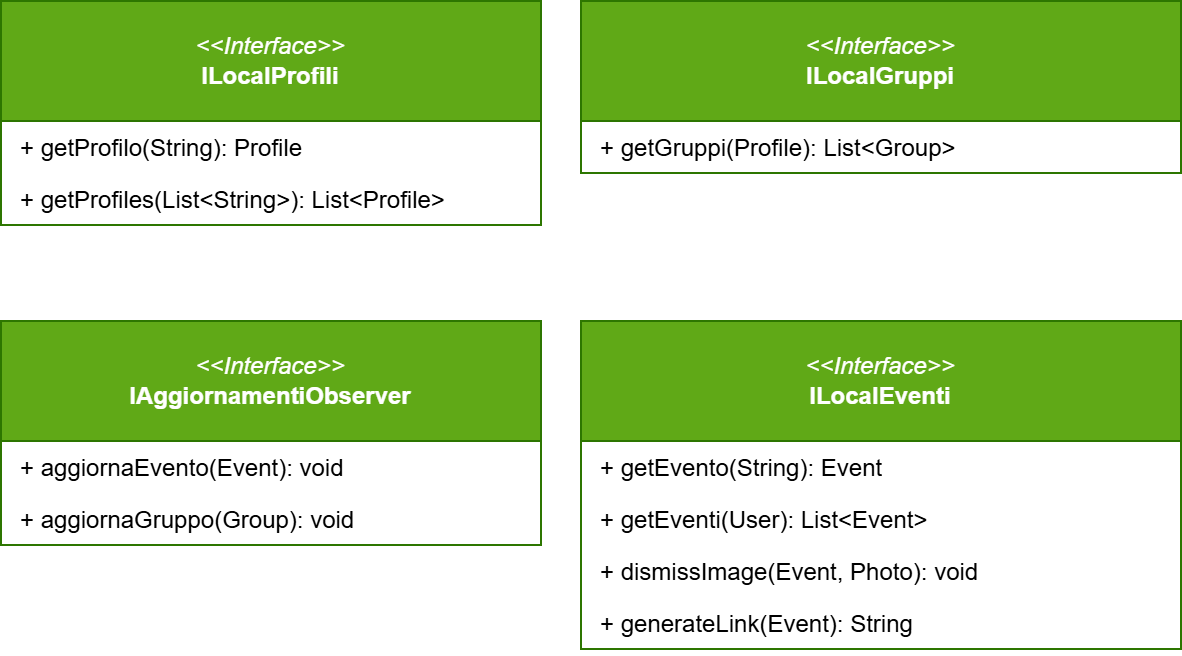 <<Interface>>
ILocalProfili
+ getProfilo(String): Profile
+ getProfiles(List<String>): List<Profile>
<<Interface>>
ILocalGruppi
+ getGruppi(Profile): List<Group>
<<Interface>>
IAggiornamentiObserver
+ aggiornaEvento(Event): void
+ aggiornaGruppo(Group): void
<<Interface>>
ILocalEventi
+ getEvento(String): Event
+ getEventi(User): List<Event>
+ dismissImage(Event, Photo): void
+ generateLink(Event): String